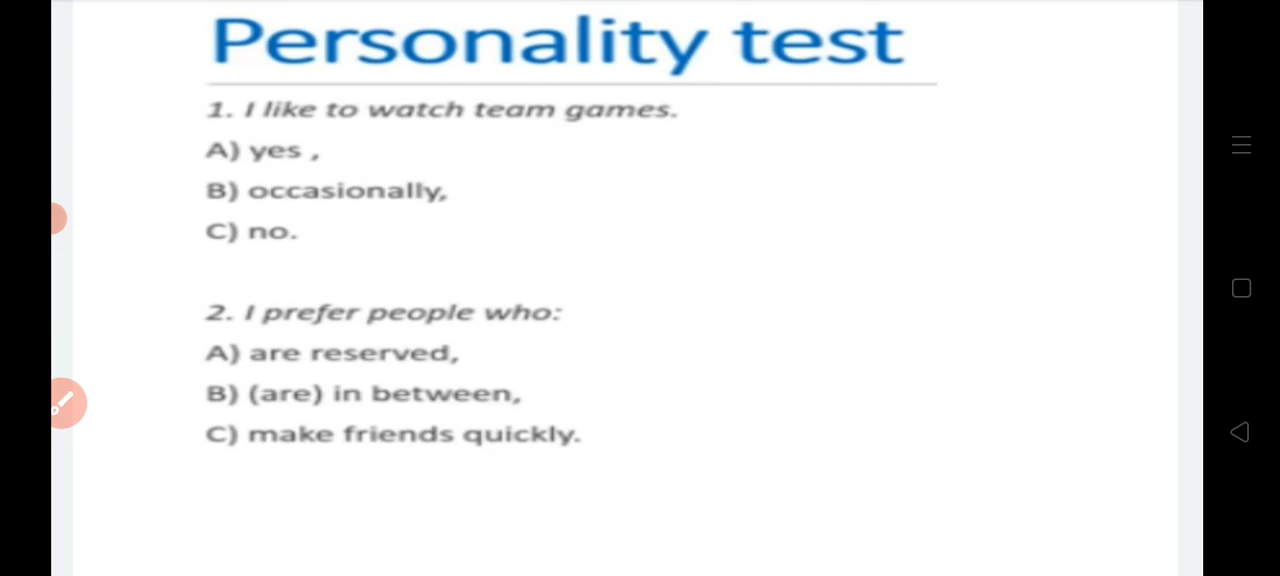 Personality test
1. I like to watch team games.
A) yes ,
B) occasionally,
C) no.
2. I prefer people who:
A) are reserved,
B) (are) in between,
C) make friends quickly.